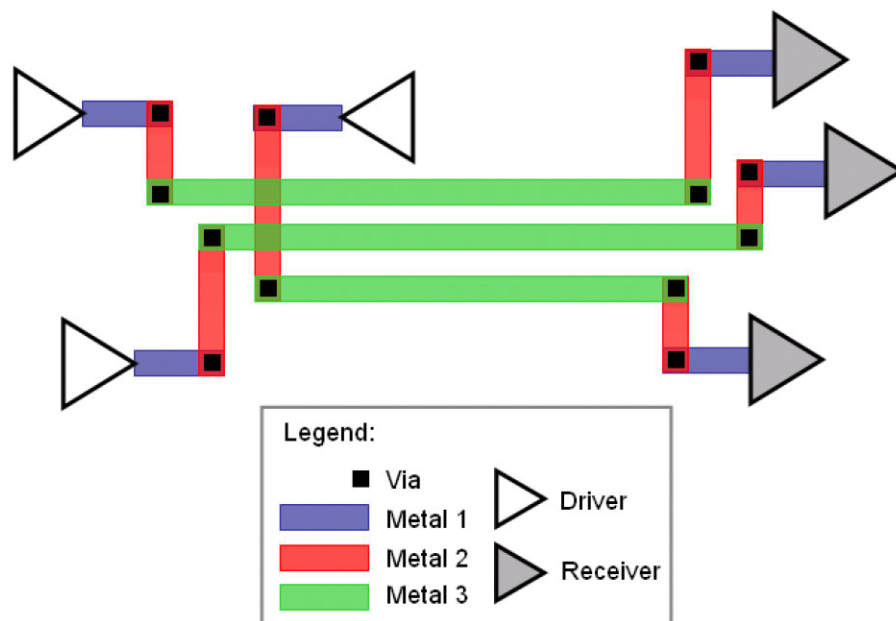 Legend:
Via
Metal 1
Metal 2
Metal 3
Driver
Receiver